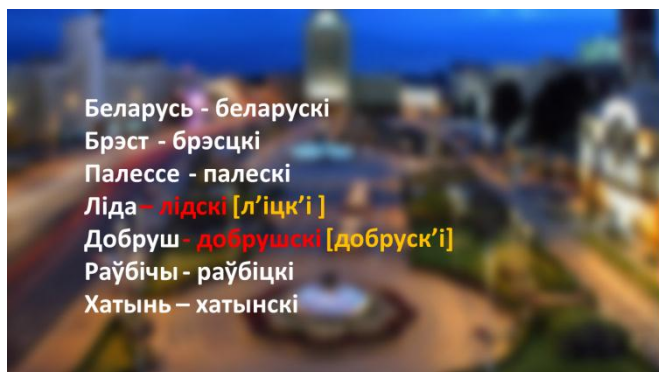 Беларусь - беларускі
Брэст - брэсцкі
Палессе - палескі
Ліда – лідскі [л’іцк’і ]
Добруш - добрушскі [добруск’і]
Раўбічы - раўбіцкі
Хатынь – хатынскі